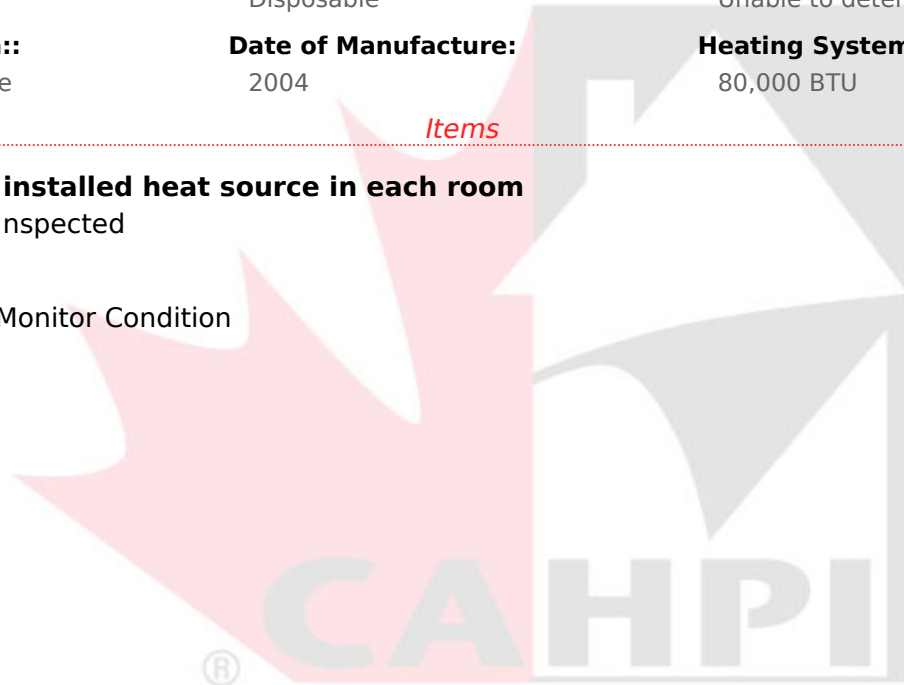 Disposable
Date of Manufacture: Heating System
2004 80,000 BTU
Items
installed heat source in each room
nspected
Monitor Condition
CAHPI
®